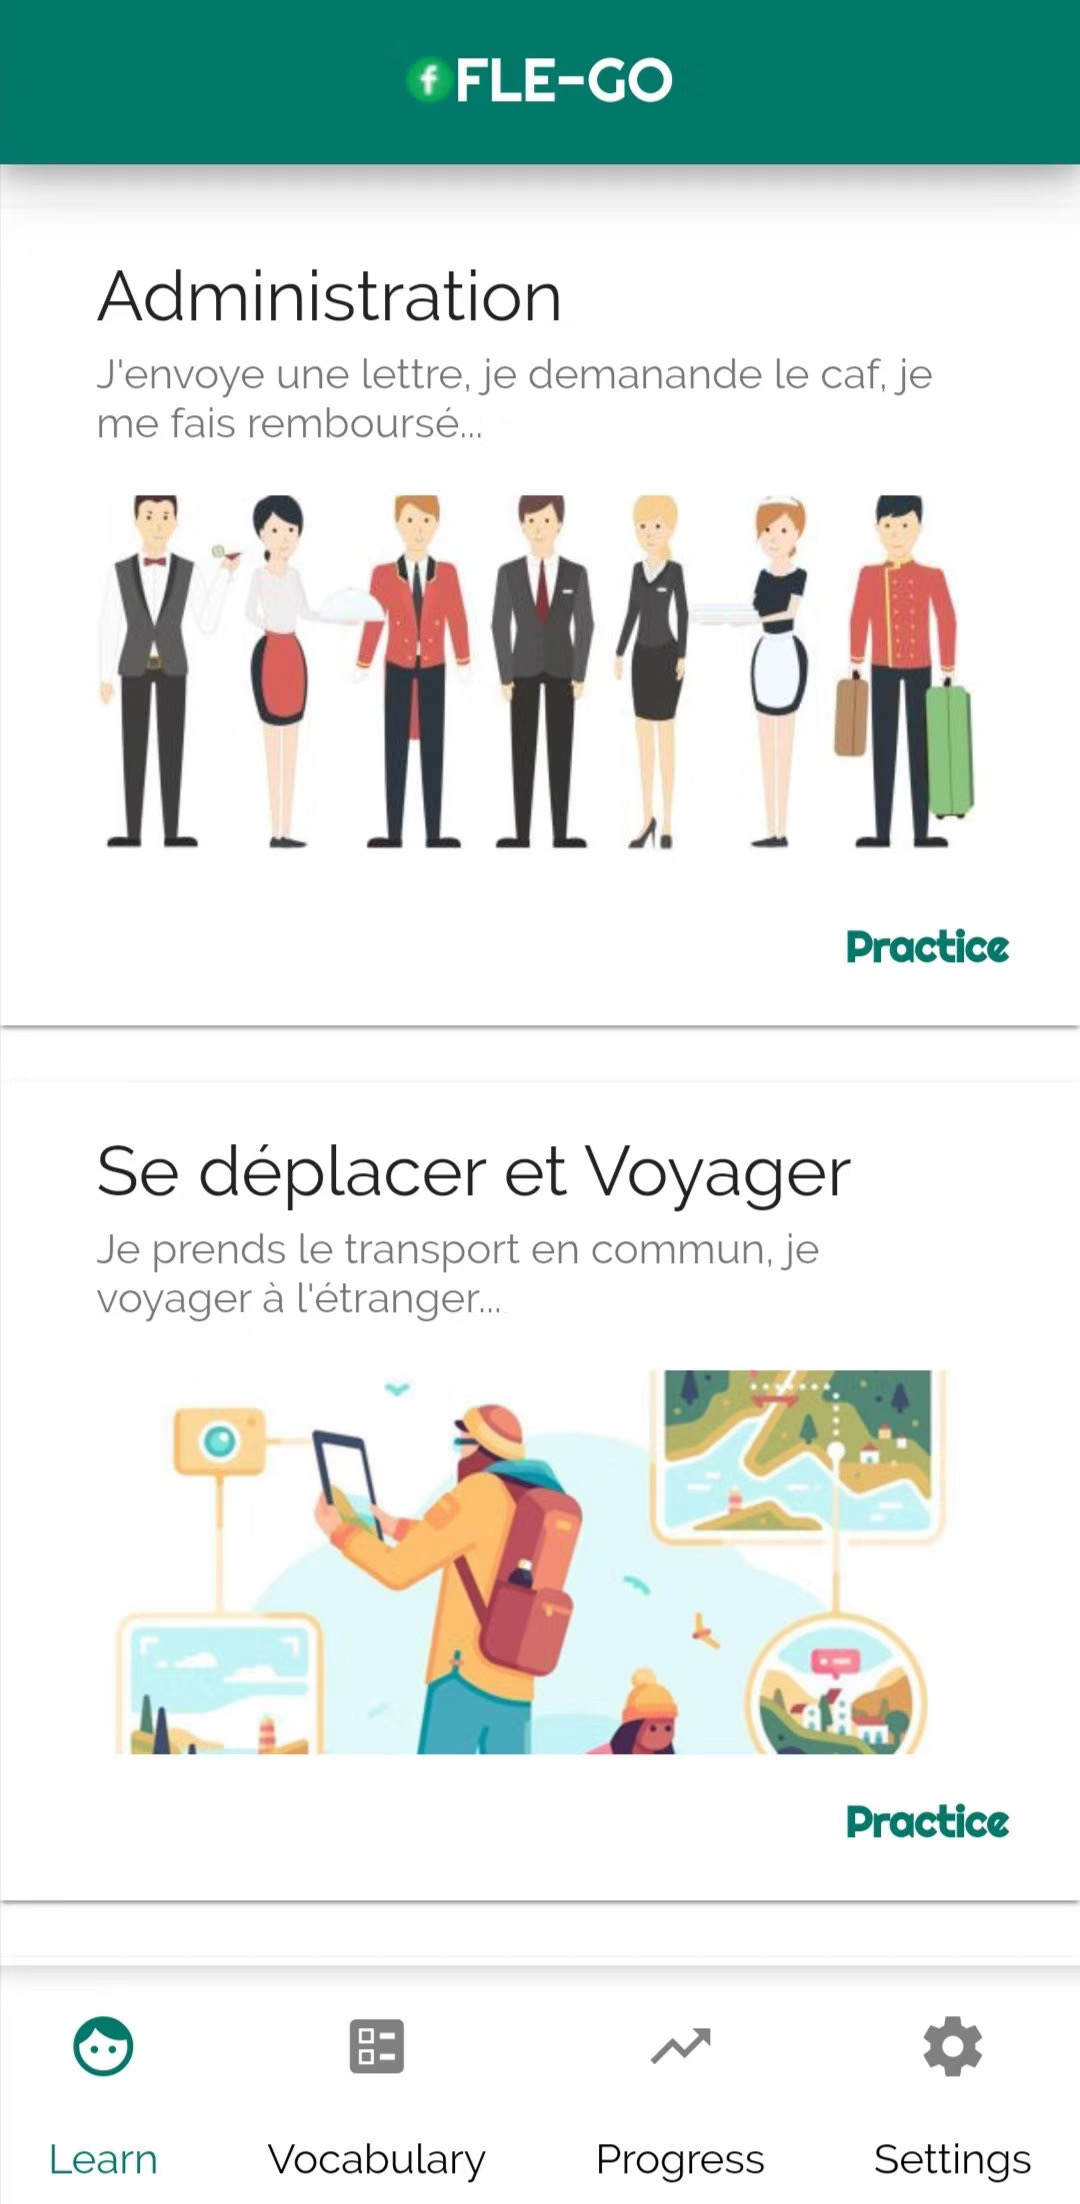 f FLE-GO
Administration
J'envoye une lettre, je demanande le caf, je
me fais remboursé...
Practice
Se déplacer et Voyager
Je prends le transport en commun, je
voyager à l'étranger...
Practice
Learn Vocabulary Progress Settings